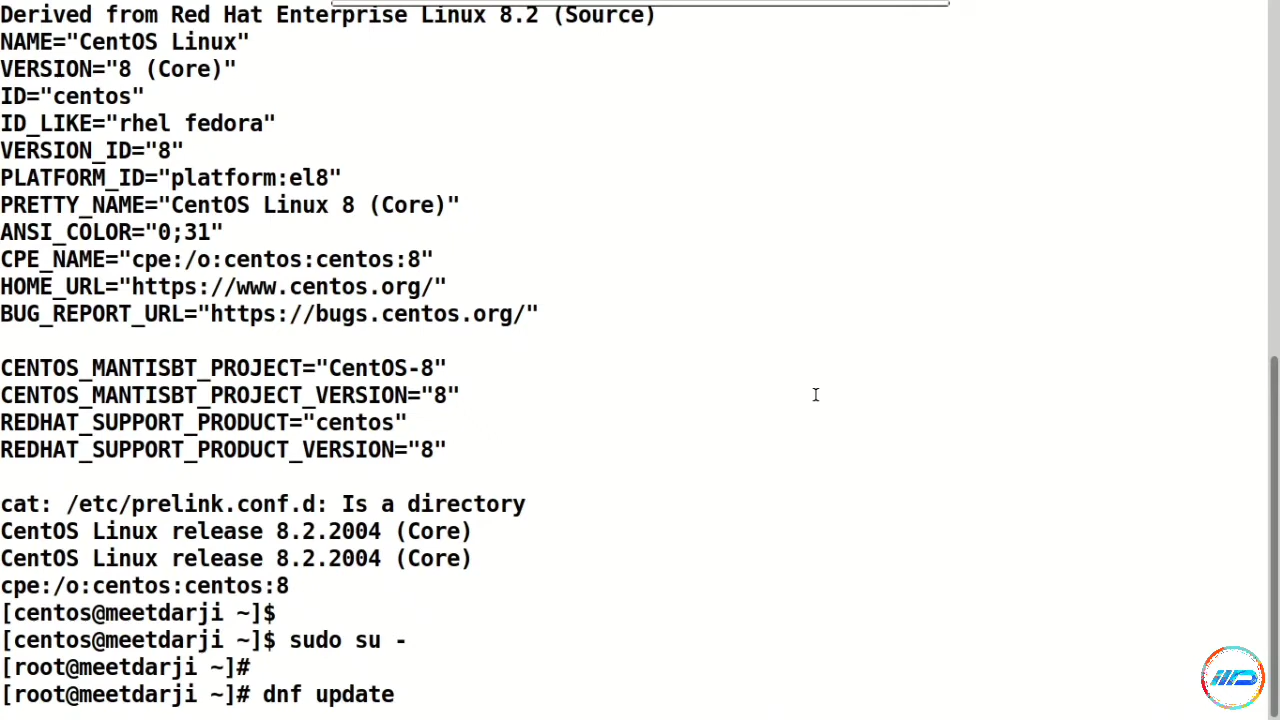 Derived from Red Hat Enterprise Linux 8.2 (Source)
NAME="CentOS Linux"
VERSION="8 (Core)"
ID="centos"
ID_LIKE="rhel fedora"
VERSION_ID="8"
PLATFORM_ID="platform:el8"
PRETTY_NAME="CentOS Linux 8 (Core)"
ANSI_COLOR="0;31"
CPE_NAME="cpe:/o:centos:centos:8"
HOME_URL="https://www.centos.org/"
BUG_REPORT_URL="https://bugs.centos.org/"

CENTOS_MANTISBT_PROJECT="CentOS-8"
CENTOS_MANTISBT_PROJECT_VERSION="8"
REDHAT_SUPPORT_PRODUCT="centos"
REDHAT_SUPPORT_PRODUCT_VERSION="8"

cat: /etc/prelink.conf.d: Is a directory
CentOS Linux release 8.2.2004 (Core)
CentOS Linux release 8.2.2004 (Core)
cpe:/o:centos:centos:8
[centos@meetdarji ~]$
[centos@meetdarji ~]$ sudo su -
[root@meetdarji ~]#
[root@meetdarji ~]# dnf update